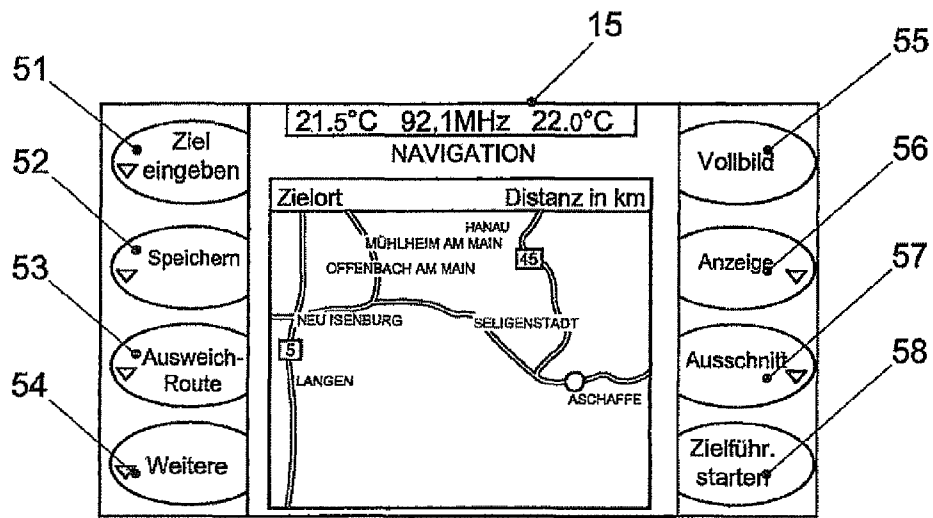 15
51
55
21.5°C 92,1MHz 22.0°C
Ziel
eingeben
NAVIGATION
Vollbild
56
52
Zielort Distanz in km
HANAU
MÜHLHEIM AM MAIN
45
OFFENBACH AM MAIN
Speichern
Anzeige
57
53
NEU ISENBURG
SELIGENSTADT
5
Ausweich-
Route
Ausschnitt
58
54
LANGEN
ASCHAFFE
Weitere
Zielführ.
starten